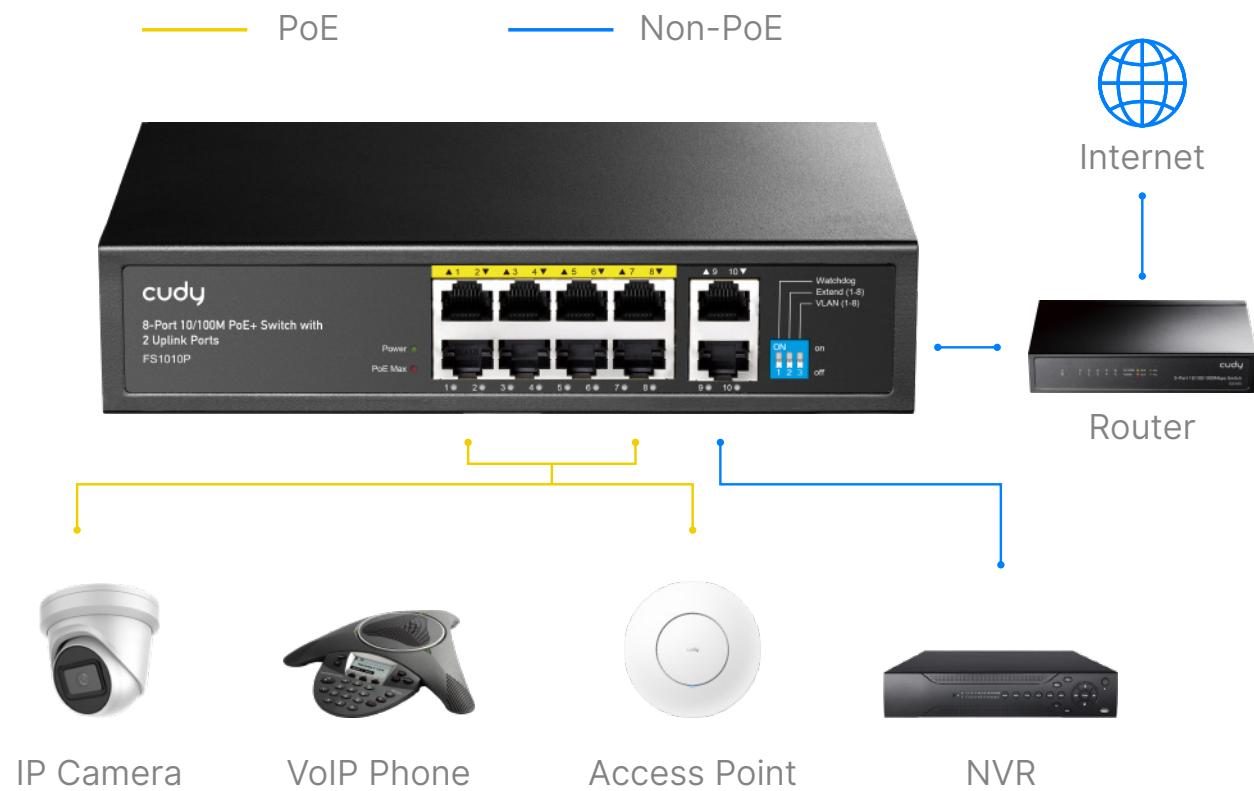 PoE
Non-PoE
Internet
cudy
8-Port 10/100M PoE+ Switch with
2 Uplink Ports
FS1010P
Power
PoE Max
▲1 2▼ ▲3 4▼ ▲5 6▼ ▲7 8▼
▲9 10▼
1 2 3 4 5 6 7 8
9 10
Watchdog
Extend (1-8)
VLAN (1-8)
ON
on
1 2 3
off
cudy
Router
cudy
IP Camera
VoIP Phone
Access Point
NVR